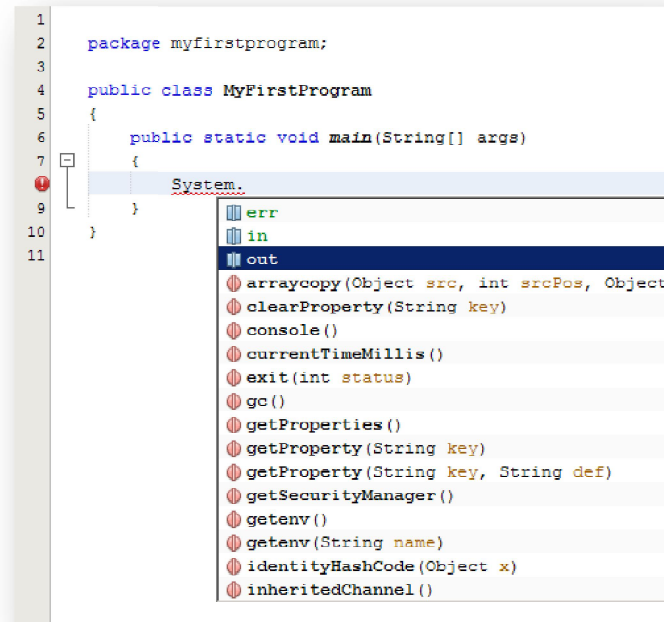 1
2 package myfirstprogram;
3
4 public class MyFirstProgram
5 {
6 public static void main(String[] args)
7 {
System.
9 }
10 }
11
err
in
out
arraycopy(Object src, int srcPos, Object
clearProperty(String key)
console()
currentTimeMillis()
exit(int status)
gc()
getProperties()
getProperty(String key)
getProperty(String key, String def)
getSecurityManager()
getenv()
getenv(String name)
identityHashCode(Object x)
inheritedChannel()